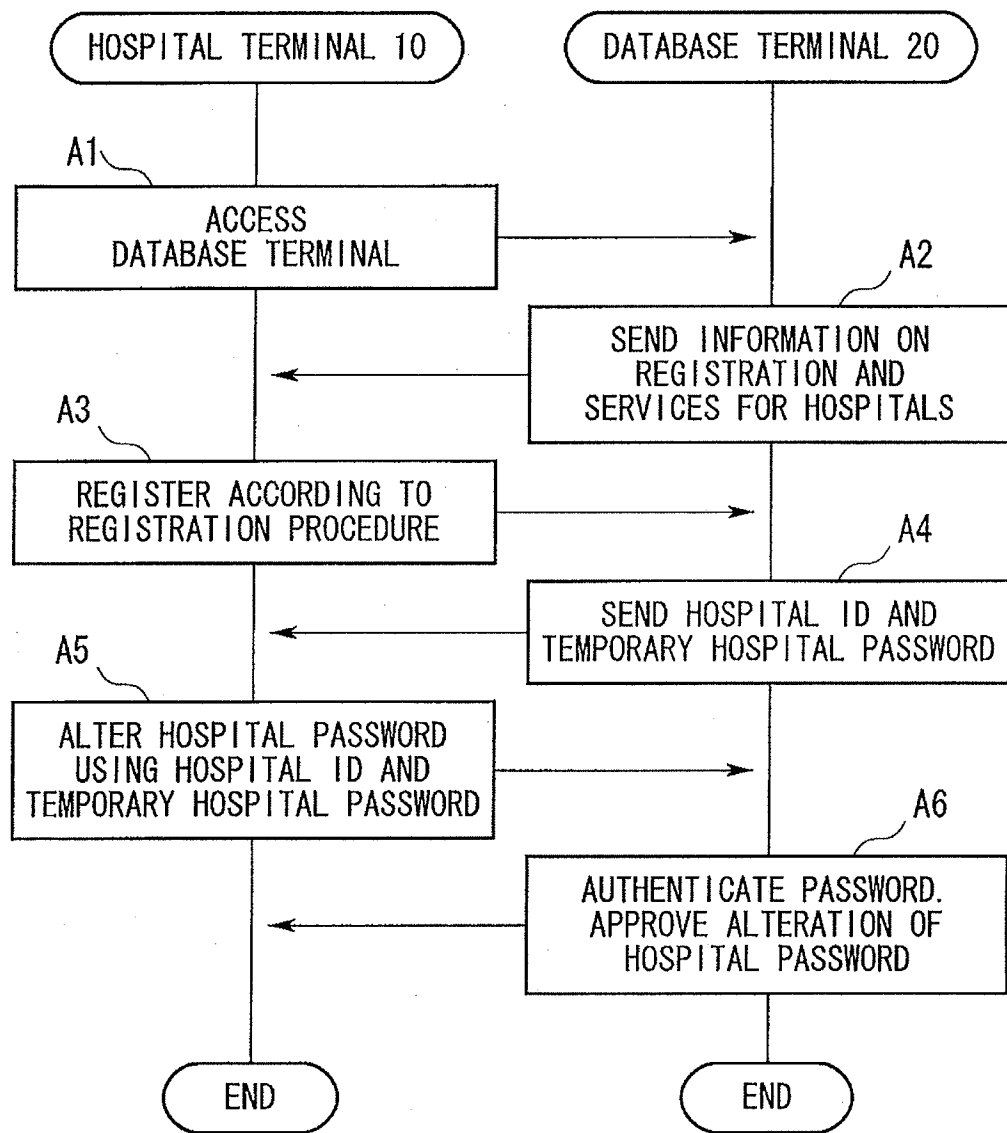 HOSPITAL TERMINAL 10
DATABASE TERMINAL 20
A1
ACCESS
DATABASE TERMINAL
A2
SEND INFORMATION ON
REGISTRATION AND
SERVICES FOR HOSPITALS
A3
REGISTER ACCORDING TO
REGISTRATION PROCEDURE
A4
SEND HOSPITAL ID AND
TEMPORARY HOSPITAL PASSWORD
A5
ALTER HOSPITAL PASSWORD
USING HOSPITAL ID AND
TEMPORARY HOSPITAL PASSWORD
A6
AUTHENTICATE PASSWORD.
APPROVE ALTERATION OF
HOSPITAL PASSWORD
END
END